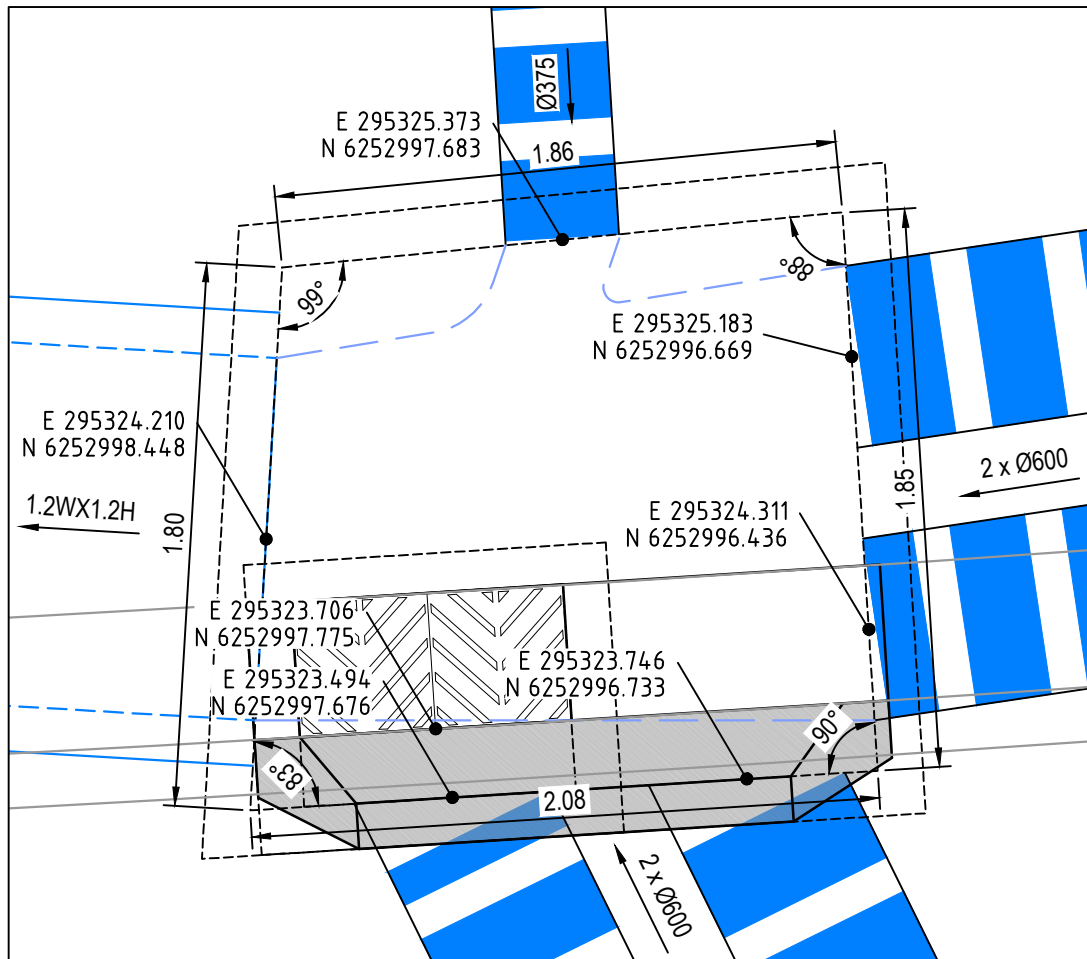 Ø375
E 295325.373
N 6252997.683
1.86
99°
88°
E 295325.183
N 6252996.669
E 295324.210
N 6252998.448
2 x Ø600
1.85
1.2WX1.2H
1.80
E 295324.311
N 6252996.436
E 295323.706
N 6252997.775
E 295323.746
N 6252996.733
E 295323.494
N 6252997.676
90°
83°
2.08
2 x Ø600